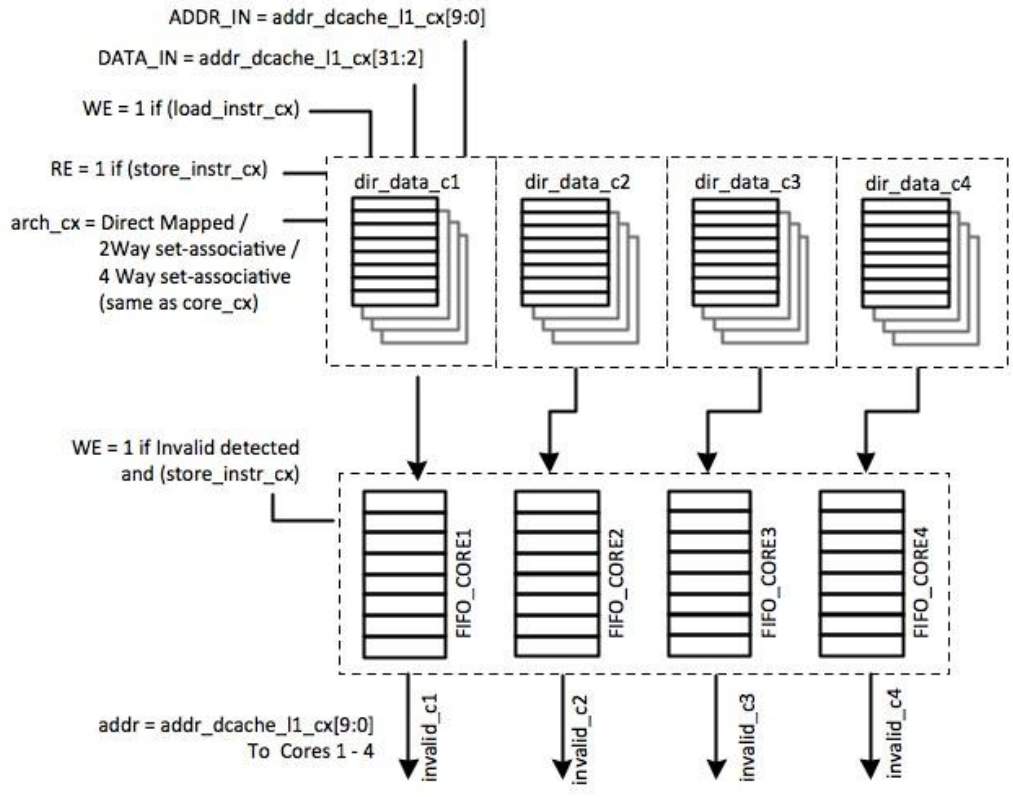 ADDR_IN = addr_dcache_l1_cx[9:0]
DATA_IN = addr_dcache_l1_cx[31:2]
WE = 1 if (load_instr_cx)
RE = 1 if (store_instr_cx)
arch_cx = Direct Mapped /
2Way set-associative /
4 Way set-associative
(same as core_cx)
dir_data_c1
dir_data_c2
dir_data_c3
dir_data_c4
WE = 1 if Invalid detected
and (store_instr_cx)
FIFO_CORE1
FIFO_CORE2
FIFO_CORE3
FIFO_CORE4
addr = addr_dcache_l1_cx[9:0]
To Cores 1 - 4
invalid_c1
invalid_c2
invalid_c3
invalid_c4